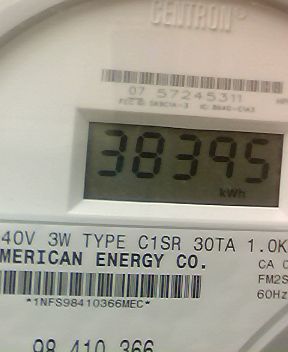 CENTRON®
07 57245311
38395
kWh
40V 3W TYPE C1SR 30TA 1.0K
MERICAN ENERGY CO.
CA 0
FM2S
60Hz
*1NFS98410366MEC*
98 410 366